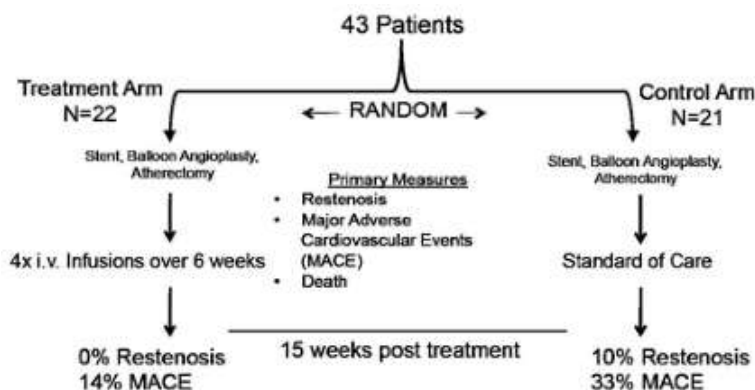 43 Patients
Treatment Arm
N=22
RANDOM
Control Arm
N=21
Stent, Balloon Angioplasty,
Atherectomy
Stent, Balloon Angioplasty,
Atherectomy
Primary Measures
• Restenosis
• Major Adverse
Cardiovascular Events
(MACE)
• Death
4x i.v. Infusions over 6 weeks
Standard of Care
15 weeks post treatment
0% Restenosis
14% MACE
10% Restenosis
33% MACE